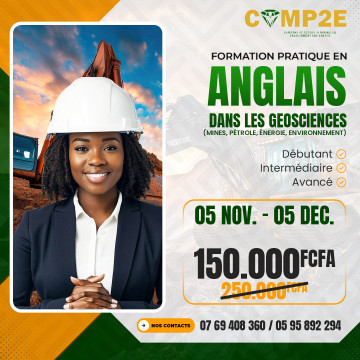 COMP2E
FORMATION PRATIQUE EN
ANGLAIS
DANS LES GEOSCIENCES
(MINES, PÉTROLE, ÉNERGIE, ENVIRONNEMENT)
Débutant
Intermédiaire
Avancé
05 NOV. - 05 DEC.
150.000FCFA
250.000FCFA
NOS CONTACTS
07 69 408 360 / 05 95 892 294